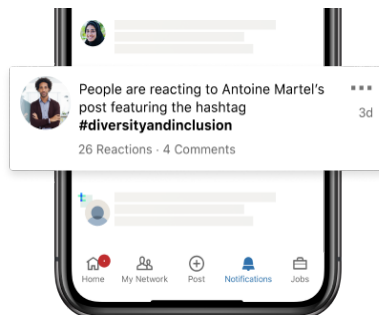 People are reacting to Antoine Martel's
post featuring the hashtag
#diversityandinclusion
3d
26 Reactions · 4 Comments
Home
My Network
Post
Notifications
Jobs